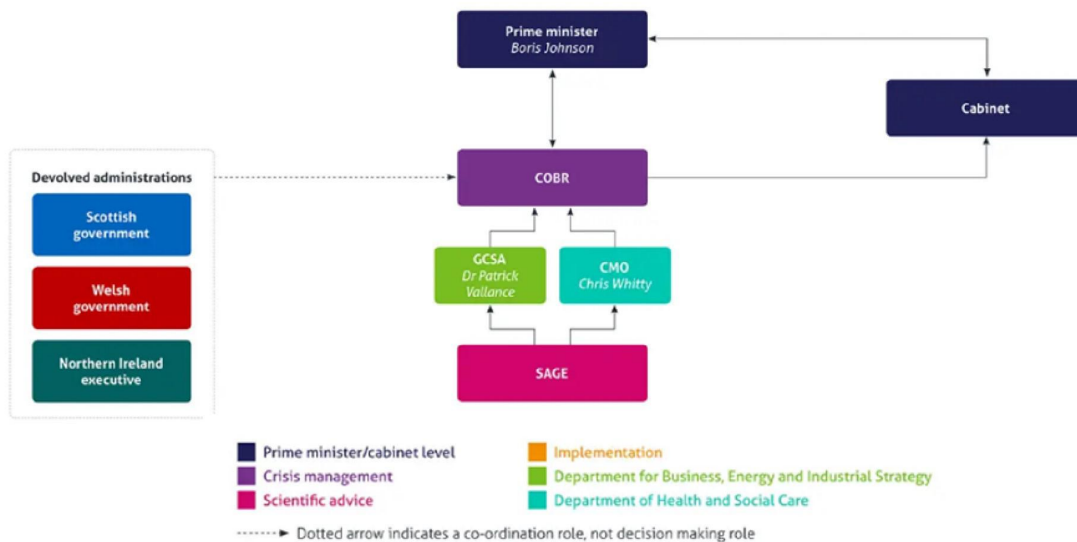 Prime minister
Boris Johnson
Cabinet
COBR
Devolved administrations
Scottish
government
Welsh
government
Northern Ireland
executive
GCSA
Dr Patrick
Vallance
CMO
Chris Whitty
SAGE
Prime minister/cabinet level
Crisis management
Scientific advice
Implementation
Department for Business, Energy and Industrial Strategy
Department of Health and Social Care
Dotted arrow indicates a co-ordination role, not decision making role